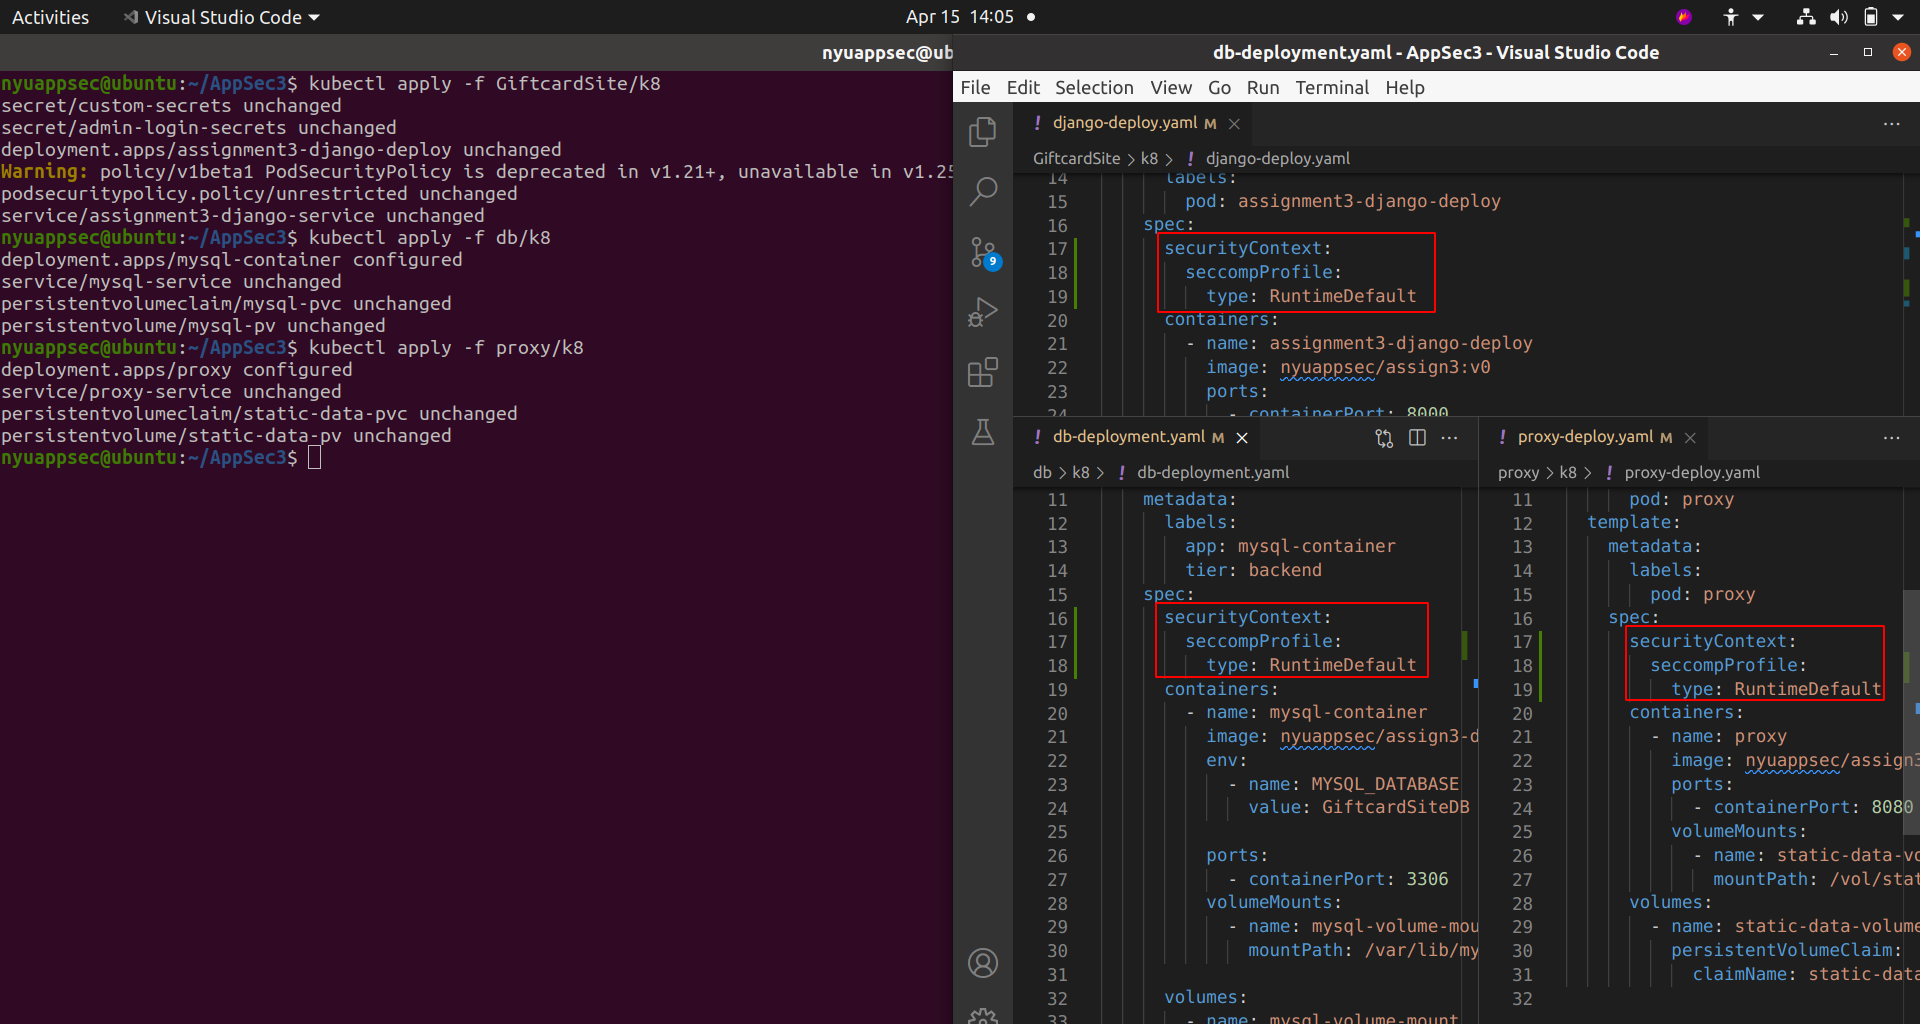 Activities
Visual Studio Code
Apr 15 14:05
nyuappsec@ub
nyuappsec@ubuntu:~/AppSec3$ kubectl apply -f GiftcardSite/k8
secret/custom-secrets unchanged
secret/admin-login-secrets unchanged
deployment.apps/assignment3-django-deploy unchanged
Warning: policy/v1beta1 PodSecurityPolicy is deprecated in v1.21+, unavailable in v1.25
podsecuritypolicy.policy/unrestricted unchanged
service/assignment3-django-service unchanged
nyuappsec@ubuntu:~/AppSec3$ kubectl apply -f db/k8
deployment.apps/mysql-container configured
service/mysql-service unchanged
persistentvolumeclaim/mysql-pvc unchanged
persistentvolume/mysql-pv unchanged
nyuappsec@ubuntu:~/AppSec3$ kubectl apply -f proxy/k8
deployment.apps/proxy configured
service/proxy-service unchanged
persistentvolumeclaim/static-data-pvc unchanged
persistentvolume/static-data-pv unchanged
nyuappsec@ubuntu:~/AppSec3$
db-deployment.yaml - AppSec3 - Visual Studio Code
File Edit Selection View Go Run Terminal Help
9
! django-deploy.yaml M
GiftcardSite > k8 > ! django-deploy.yaml
14 labels:
15 pod: assignment3-django-deploy
16 spec:
17 securityContext:
18 seccompProfile:
19 type: RuntimeDefault
20 containers:
21 - name: assignment3-django-deploy
22 image: nyuappsec/assign3:v0
23 ports:
24 - containerPort: 8000
! db-deployment.yaml M
db > k8 > ! db-deployment.yaml
11 metadata:
12 labels:
13 app: mysql-container
14 tier: backend
15 spec:
16 securityContext:
17 seccompProfile:
18 type: RuntimeDefault
19 containers:
20 - name: mysql-container
21 image: nyuappsec/assign3-d
22 env:
23 - name: MYSQL_DATABASE
24 value: GiftcardSiteDB
25
26 ports:
27 - containerPort: 3306
28 volumeMounts:
29 - name: mysql-volume-mou
30 mountPath: /var/lib/my
31
32 volumes:
33 - name: mysql-volume-mount
! proxy-deploy.yaml M
proxy > k8 > ! proxy-deploy.yaml
11 pod: proxy
12 template:
13 metadata:
14 labels:
15 pod: proxy
16 spec:
17 securityContext:
18 seccompProfile:
19 type: RuntimeDefault
20 containers:
21 - name: proxy
22 image: nyuappsec/assign3
23 ports:
24 - containerPort: 8080
25 volumeMounts:
26 - name: static-data-vo
27 mountPath: /vol/stat
28 volumes:
29 - name: static-data-volume
30 persistentVolumeClaim:
31 claimName: static-data
32